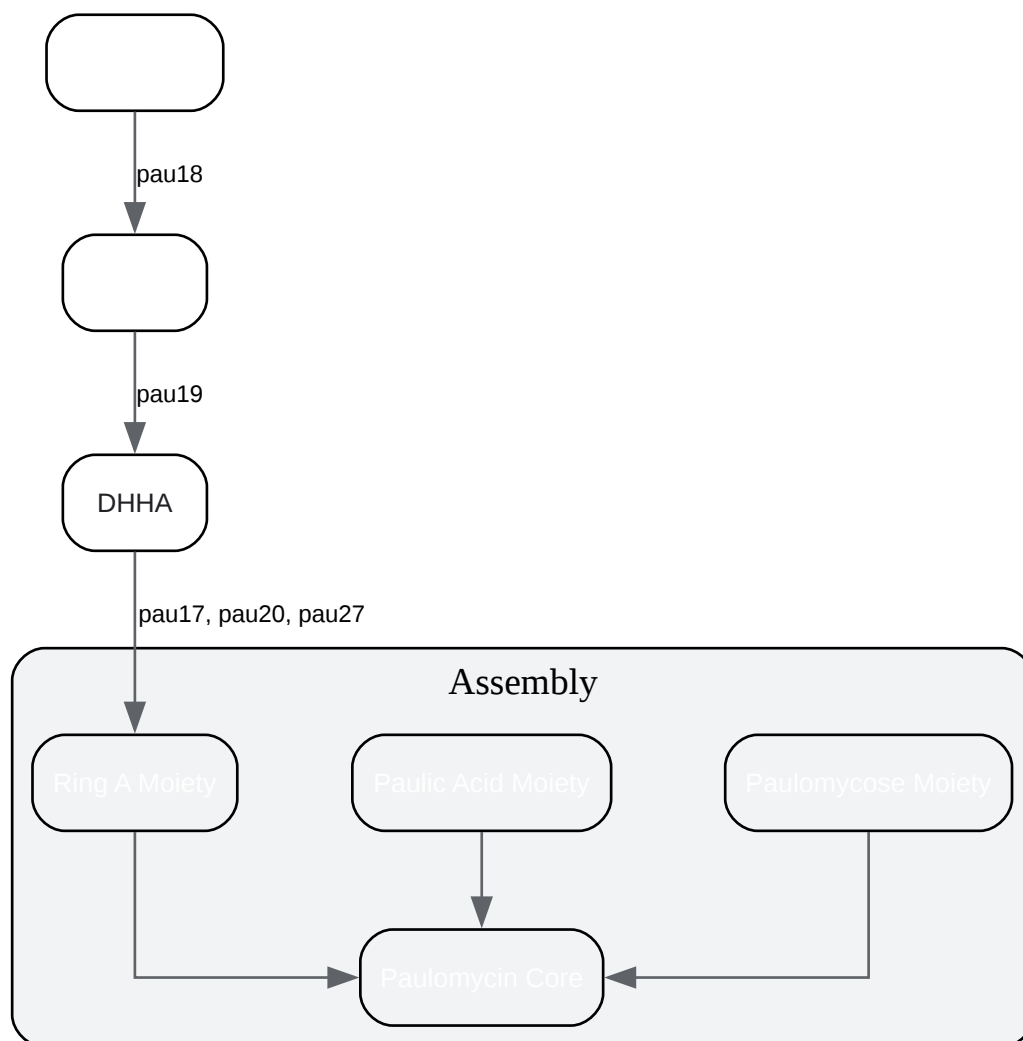 pau18
pau19
DHHA
pau17, pau20, pau27
Assembly
Ring A Moiety
Paulic Acid Moiety
Paulomycose Moiety
Paulomycin Core